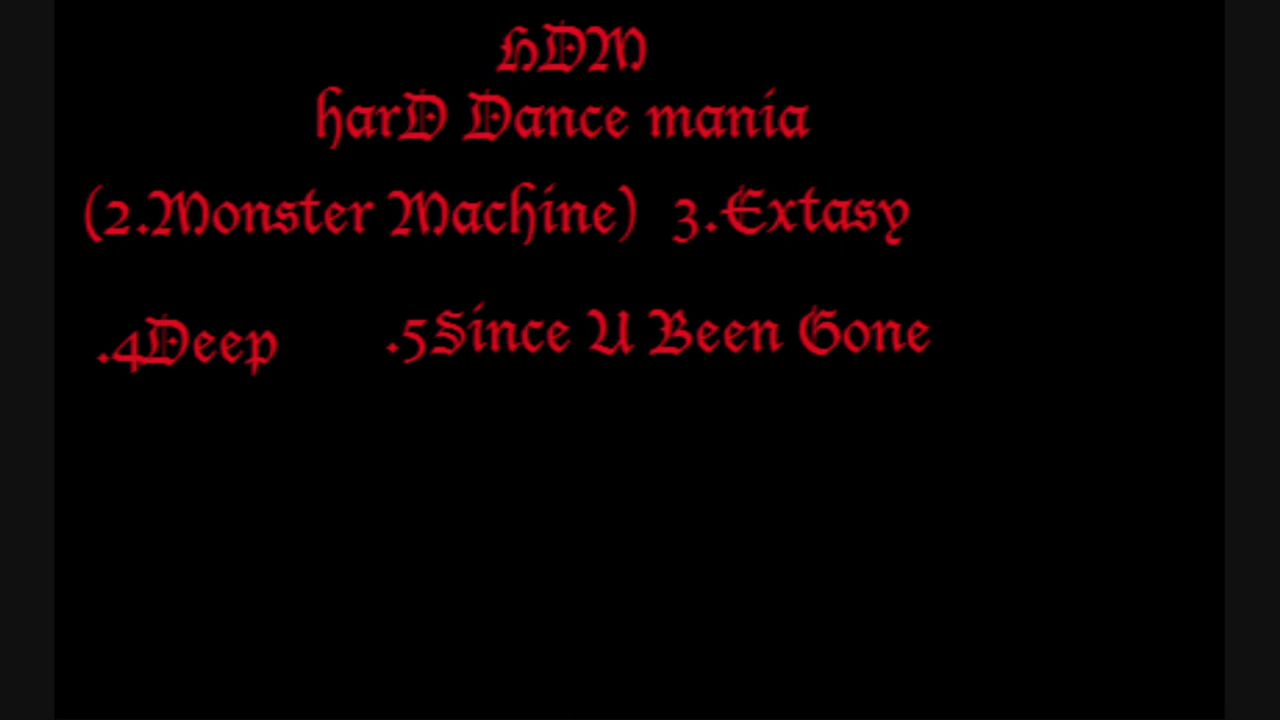 HDM
harD Dance mania
(2.Monster Machine) 3.Extasy
.4Deep .5Since U Been Gone